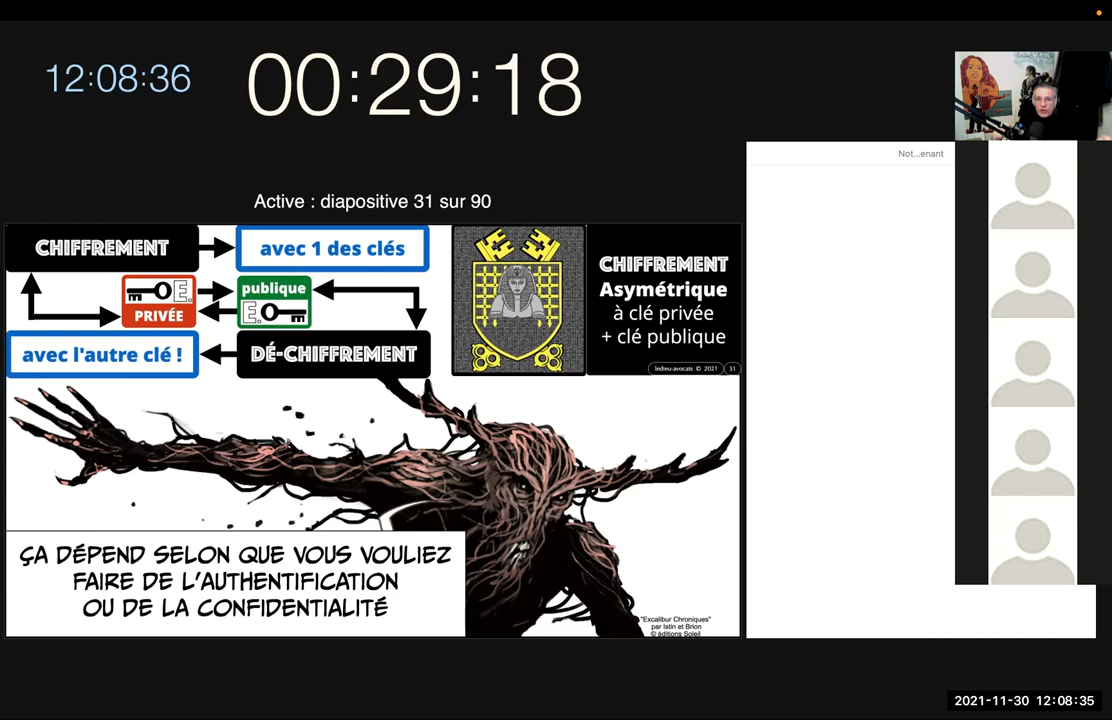 12:08:36
00:29:18
Active : diapositive 31 sur 90
Not...enant
CHIFFREMENT
avec 1 des clés
E.
PRIVÉE
publique
E.
avec l'autre clé !
DÉ-CHIFFREMENT
CHIFFREMENT
Asymétrique
à clé privée
+ clé publique
ledieu-avocats © 2021
31
ÇA DÉPEND SELON QUE VOUS VOULIEZ
FAIRE DE L'AUTHENTIFICATION
OU DE LA CONFIDENTIALITÉ
"Excalibur Chroniques"
par Istin et Brion
© éditions Soleil
2021-11-30 12:08:35